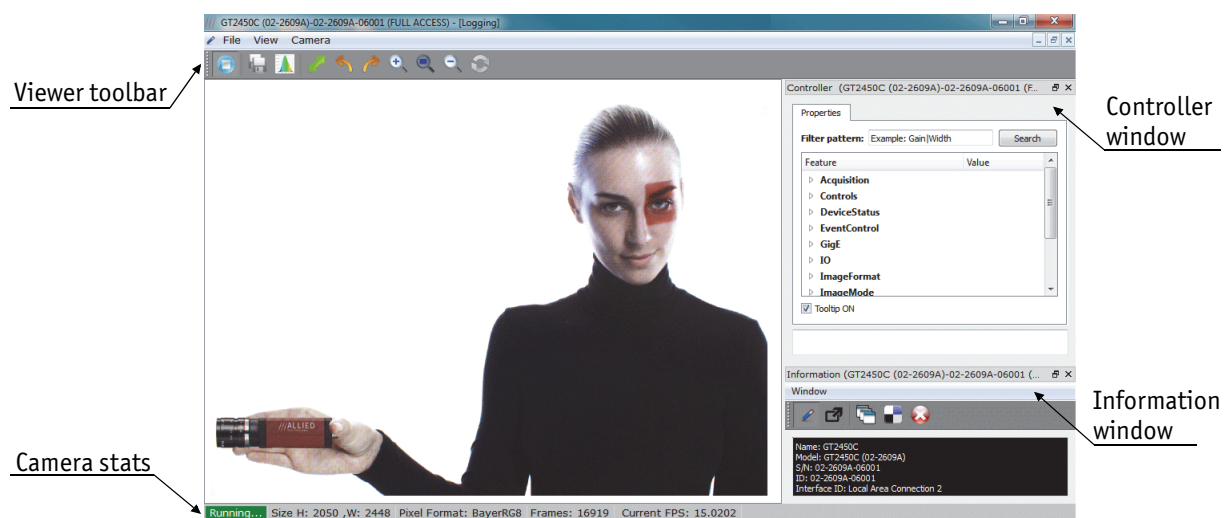 GT2450C (02-2609A)-02-2609A-06001 (FULL ACCESS) - [Logging]
File View Camera
Viewer toolbar
Controller (GT2450C (02-2609A)-02-2609A-06001 (F...
Properties
Controller
window
Filter pattern: Example: Gain|Width Search
Feature Value
Acquisition
Controls
DeviceStatus
EventControl
GigE
IO
ImageFormat
ImageMode
Tooltip ON
Information (GT2450C (02-2609A)-02-2609A-06001 (...
Window
Information
window
///ALLIED
Name: GT2450C
Model: GT2450C (02-2609A)
S/N: 02-2609A-06001
ID: 02-2609A-06001
Interface ID: Local Area Connection 2
Camera stats
Running... Size H: 2050 ,W: 2448 Pixel Format: BayerRG8 Frames: 16919 Current FPS: 15.0202